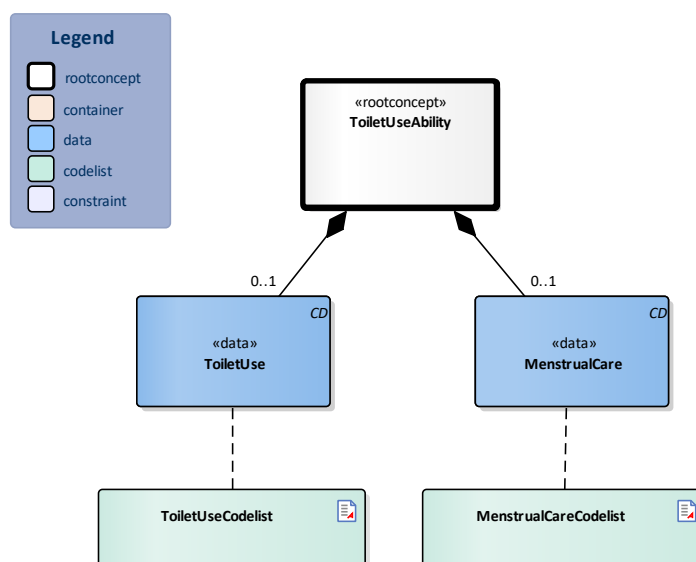 Legend
rootconcept
container
data
codelist
constraint
«rootconcept»
ToiletUseAbility
0..1
0..1
CD
«data»
ToiletUse
CD
«data»
MenstrualCare
ToiletUseCodelist
MenstrualCareCodelist